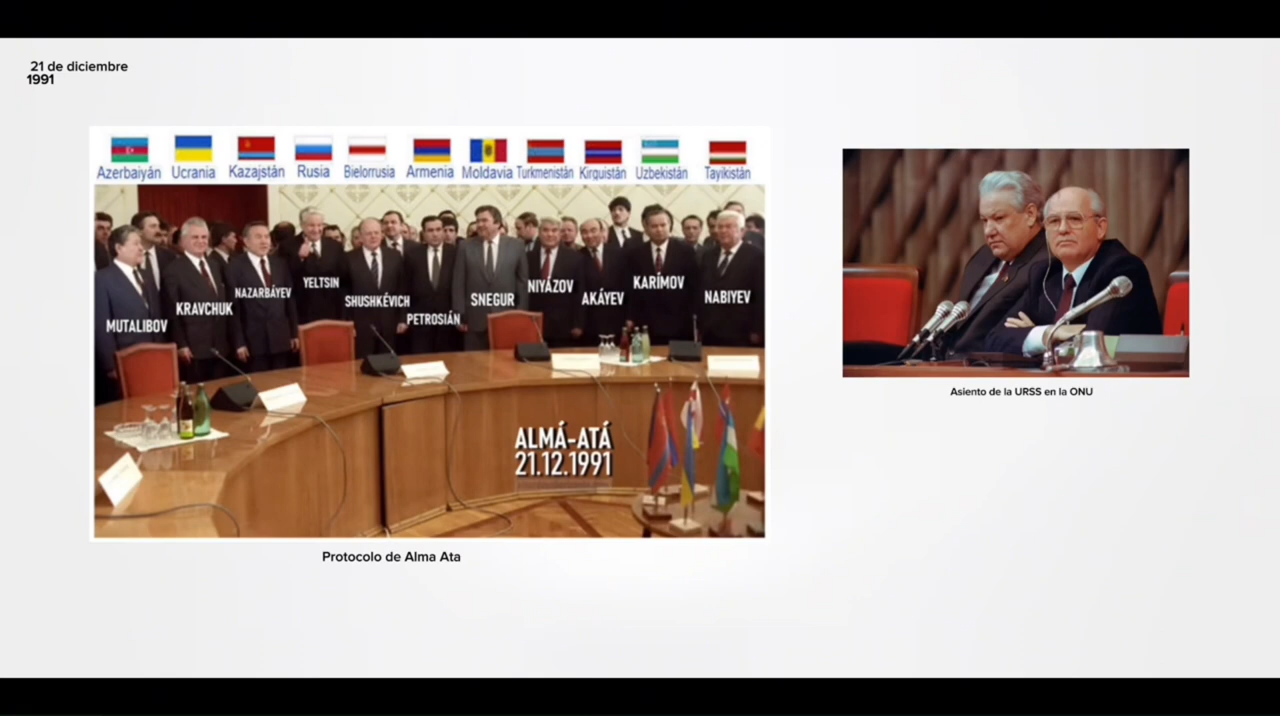 21 de diciembre
1991
Azerbaiyán Ucrania Kazajstán Rusia Bielorrusia Armenia Moldavia Turkmenistán Kirguistán Uzbekistán Tayikistán
MUTALIBOV
KRAVCHUK
NAZARBÁYEV
YELTSIN
SHUSHKÉVICH
PETROSIÁN
SNEGUR
NIYÁZOV
AKÁYEV
KARÍMOV
NABIYEV
ALMÁ-ATÁ
21.12.1991
Protocolo de Alma Ata
Asiento de la URSS en la ONU